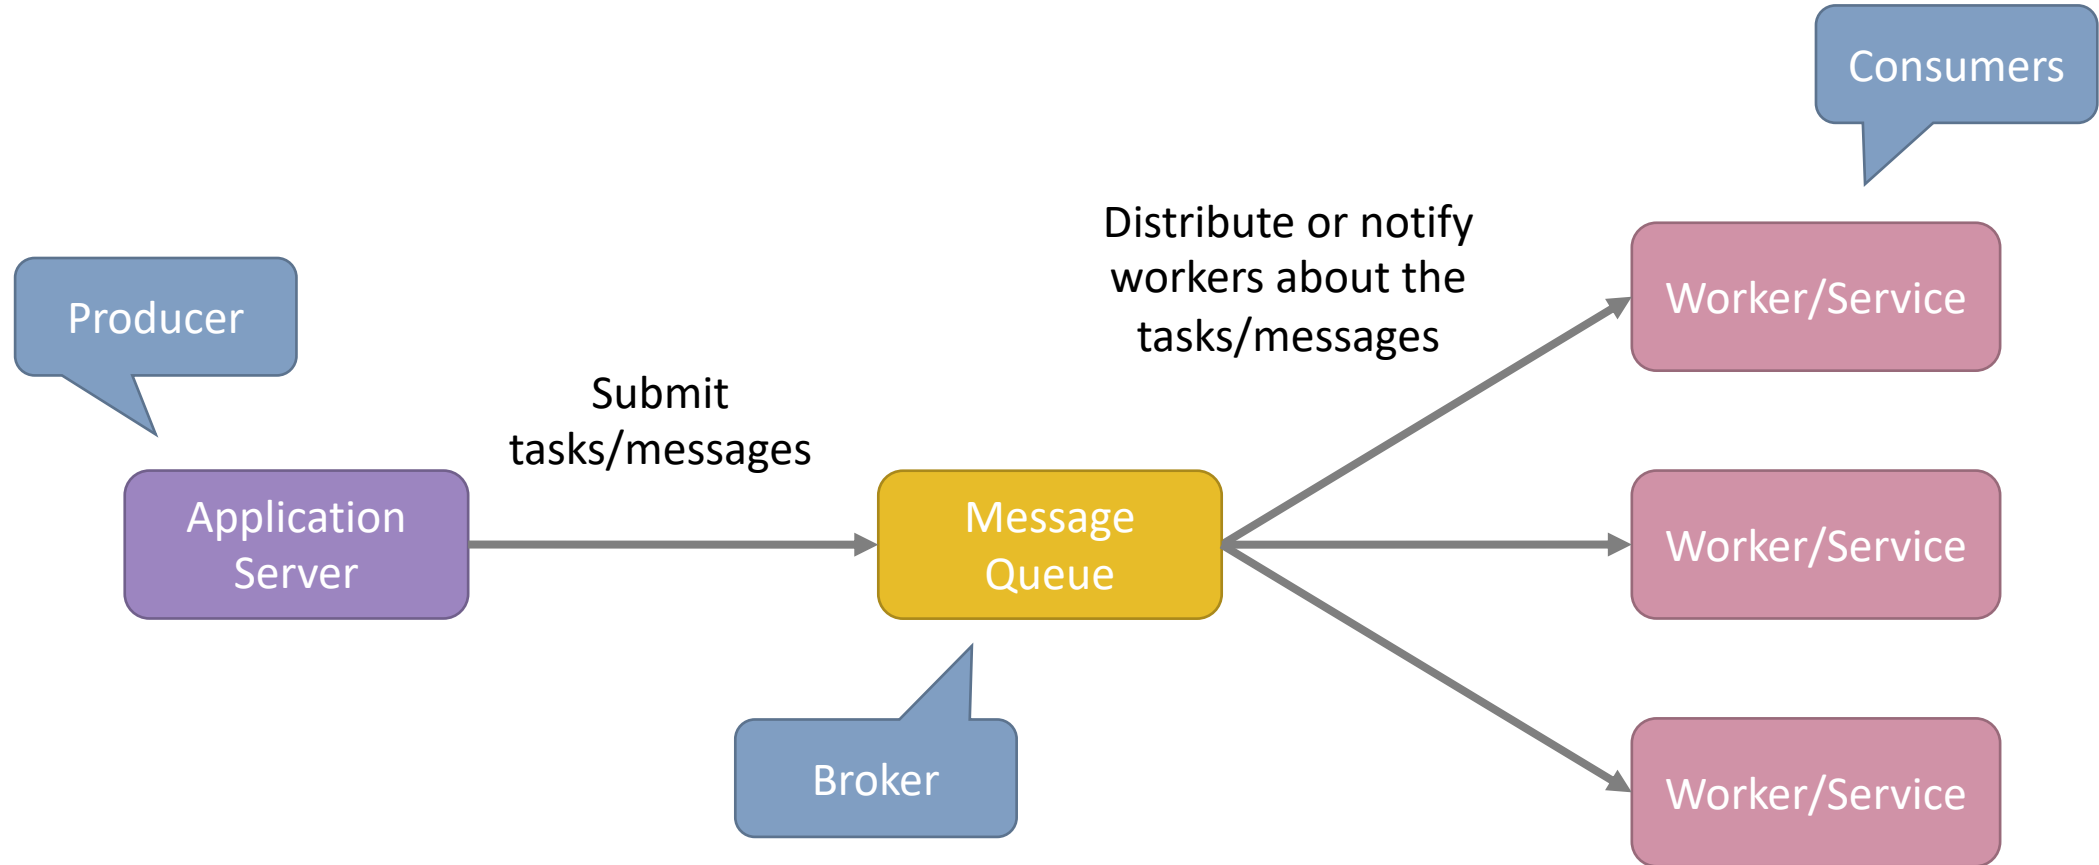 Consumers
Distribute or notify
workers about the
tasks/messages
Worker/Service
Producer
Submit
tasks/messages
Application
Server
Message
Queue
Worker/Service
Broker
Worker/Service